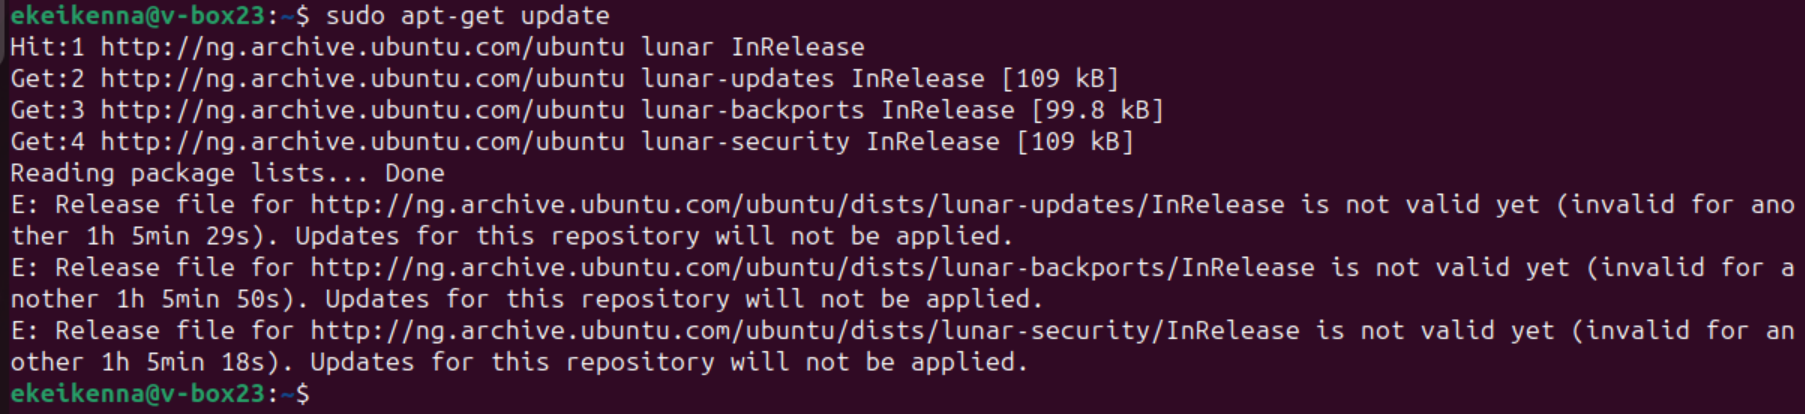 ekeikenna@v-box23:~$ sudo apt-get update
Hit:1 http://ng.archive.ubuntu.com/ubuntu lunar InRelease
Get:2 http://ng.archive.ubuntu.com/ubuntu lunar-updates InRelease [109 kB]
Get:3 http://ng.archive.ubuntu.com/ubuntu lunar-backports InRelease [99.8 kB]
Get:4 http://ng.archive.ubuntu.com/ubuntu lunar-security InRelease [109 kB]
Reading package lists... Done
E: Release file for http://ng.archive.ubuntu.com/ubuntu/dists/lunar-updates/InRelease is not valid yet (invalid for ano
ther 1h 5min 29s). Updates for this repository will not be applied.
E: Release file for http://ng.archive.ubuntu.com/ubuntu/dists/lunar-backports/InRelease is not valid yet (invalid for a
nother 1h 5min 50s). Updates for this repository will not be applied.
E: Release file for http://ng.archive.ubuntu.com/ubuntu/dists/lunar-security/InRelease is not valid yet (invalid for an
other 1h 5min 18s). Updates for this repository will not be applied.
ekeikenna@v-box23:~$